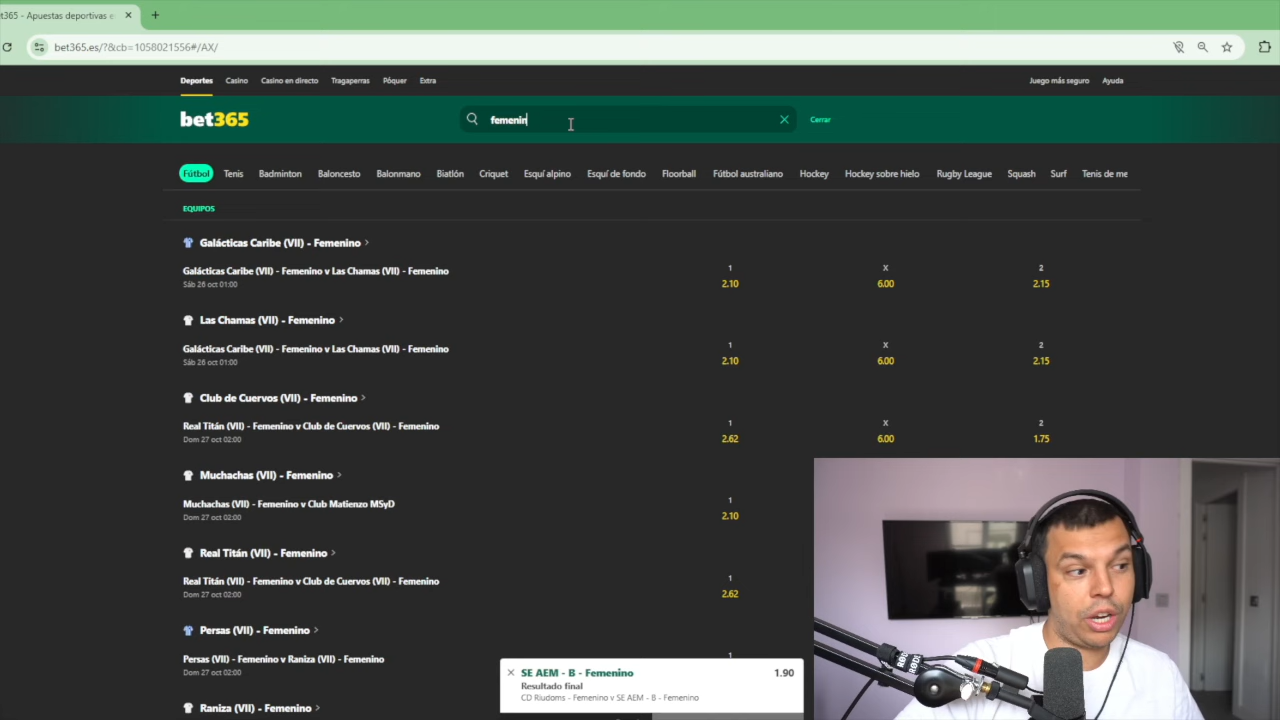 t365 - Apuestas deportivas e
bet365.es/?&cb=1058021556#/AX/
Deportes Casino Casino en directo Tragaperras Póquer Extra Juego más seguro Ayuda
bet365 femenin Cerrar
Fútbol Tenis Badminton Baloncesto Balonmano Biatlón Criquet Esquí alpino Esquí de fondo Floorball Fútbol australiano Hockey Hockey sobre hielo Rugby League Squash Surf Tenis de me
EQUIPOS
Galácticas Caribe (VII) - Femenino
Galácticas Caribe (VII) - Femenino v Las Chamas (VII) - Femenino 1 X 2
Sáb 26 oct 01:00 2.10 6.00 2.15
Las Chamas (VII) - Femenino
Galácticas Caribe (VII) - Femenino v Las Chamas (VII) - Femenino 1 X 2
Sáb 26 oct 01:00 2.10 6.00 2.15
Club de Cuervos (VII) - Femenino
Real Titán (VII) - Femenino v Club de Cuervos (VII) - Femenino 1 X 2
Dom 27 oct 02:00 2.62 6.00 1.75
Muchachas (VII) - Femenino
Muchachas (VII) - Femenino v Club Matienzo MSyD 1
Dom 27 oct 02:00 2.10
Real Titán (VII) - Femenino
Real Titán (VII) - Femenino v Club de Cuervos (VII) - Femenino 1
Dom 27 oct 02:00 2.62
Persas (VII) - Femenino
Persas (VII) - Femenino v Raniza (VII) - Femenino 1
Dom 27 oct 02:00
Raniza (VII) - Femenino
SE AEM - B - Femenino 1.90
Resultado final
CD Riudoms - Femenino v SE AEM - B - Femenino
RØDE
RØDE